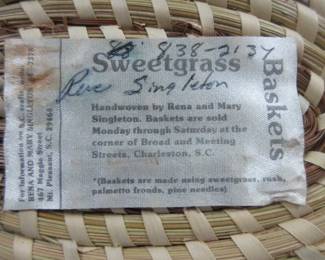 838-2137
Sweetgrass
Baskets
Singleton
Handwoven by Rena and Mary
Singleton. Baskets are sold
Monday through Saturday at the
corner of Broad and Meeting
Streets, Charleston, S.C.
*(Baskets are made using sweetgrass, rush,
palmetto fronds, pine needles).
For information on
RENA AND MARY SINGLETON
Mt. Pleasant, S.C. 29464